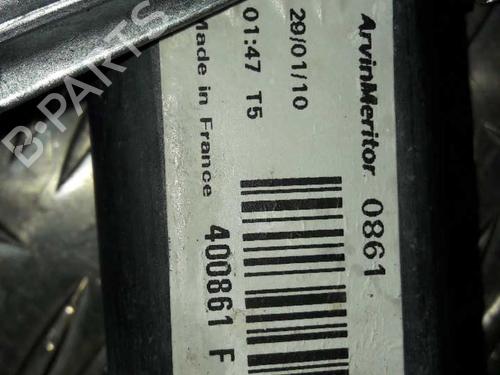 ArvinMeritor 0861
29/01/10
01:47 T5
Made in France 400861 F
B-PARTS